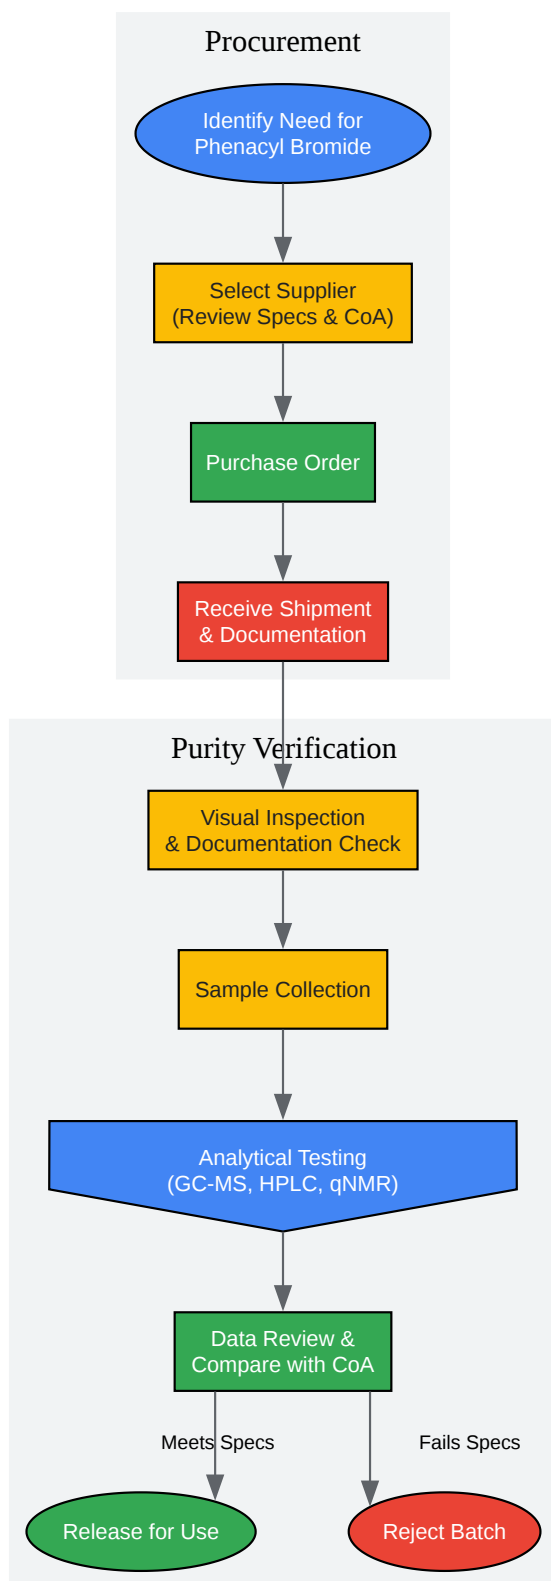 Procurement
Identify Need for
Phenacyl Bromide
Select Supplier
(Review Specs & CoA)
Purchase Order
Receive Shipment
& Documentation
Purity Verification
Visual Inspection
& Documentation Check
Sample Collection
Analytical Testing
(GC-MS, HPLC, qNMR)
Data Review &
Compare with CoA
Meets Specs
Fails Specs
Release for Use
Reject Batch